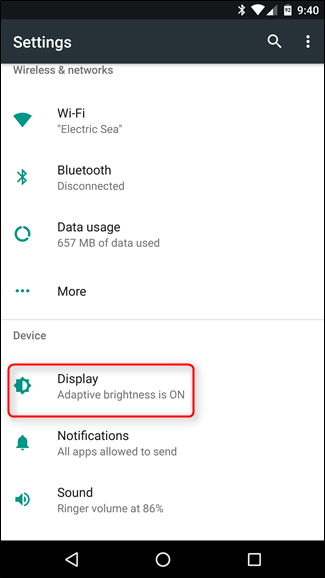 9:40
Settings
Wireless & networks
Wi-Fi
"Electric Sea"
Bluetooth
Disconnected
Data usage
657 MB of data used
More
Device
Display
Adaptive brightness is ON
Notifications
All apps allowed to send
Sound
Ringer volume at 86%